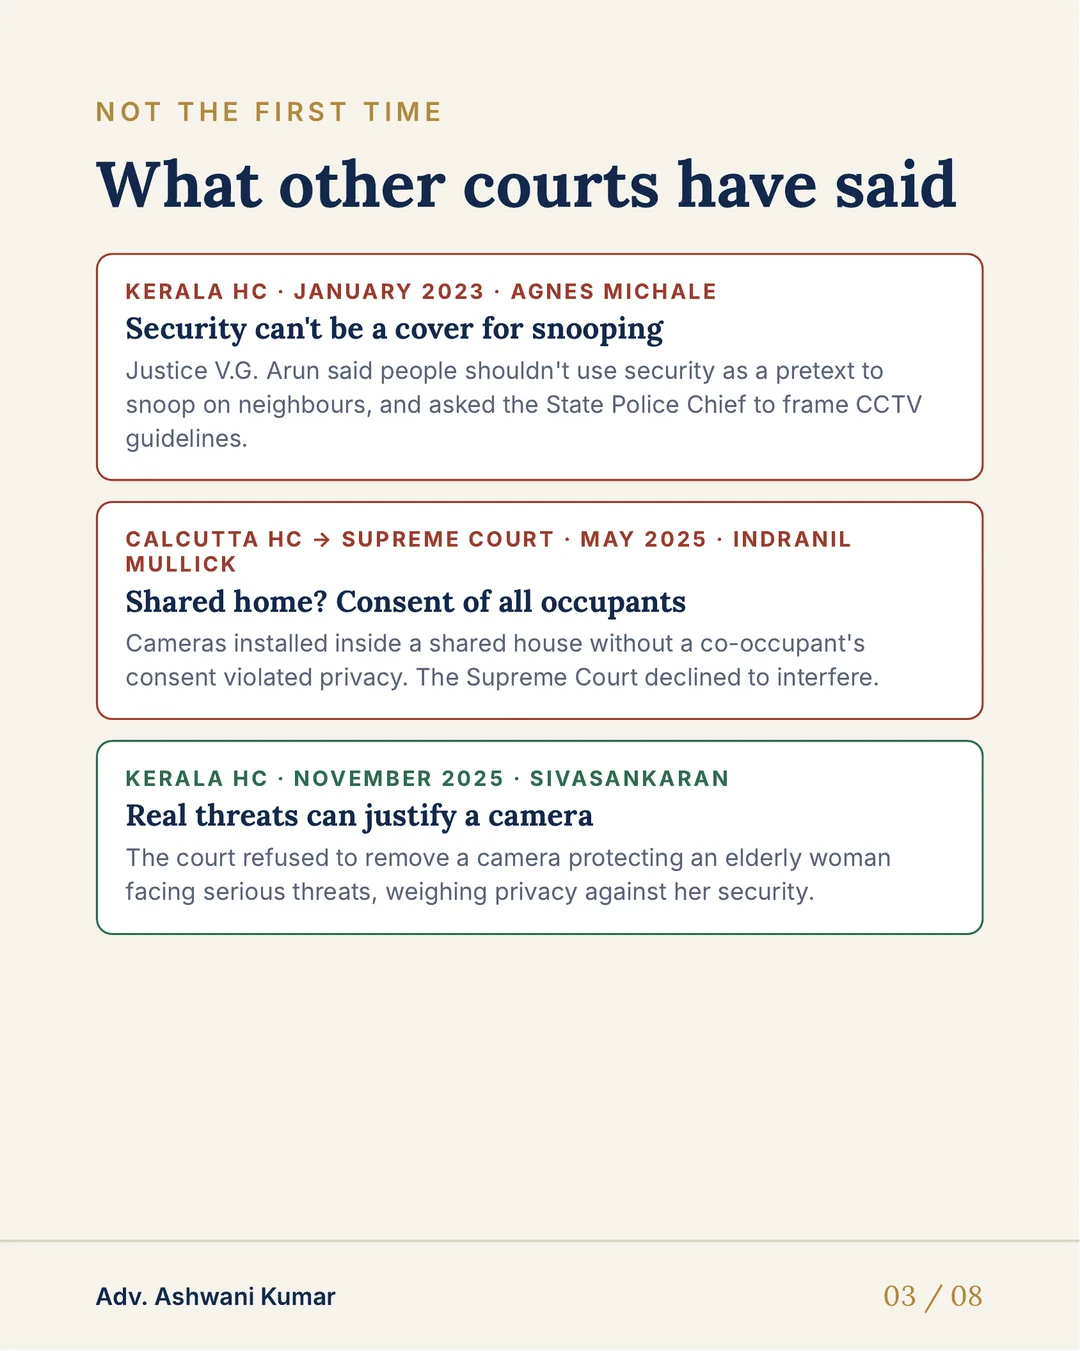 NOT THE FIRST TIME
What other courts have said
KERALA HC · JANUARY 2023 · AGNES MICHALE
Security can't be a cover for snooping
Justice V.G. Arun said people shouldn't use security as a pretext to
snoop on neighbours, and asked the State Police Chief to frame CCTV
guidelines.
CALCUTTA HC → SUPREME COURT · MAY 2025 · INDRANIL
MULLICK
Shared home? Consent of all occupants
Cameras installed inside a shared house without a co-occupant's
consent violated privacy. The Supreme Court declined to interfere.
KERALA HC · NOVEMBER 2025 · SIVASANKARAN
Real threats can justify a camera
The court refused to remove a camera protecting an elderly woman
facing serious threats, weighing privacy against her security.
Adv. Ashwani Kumar
03 / 08